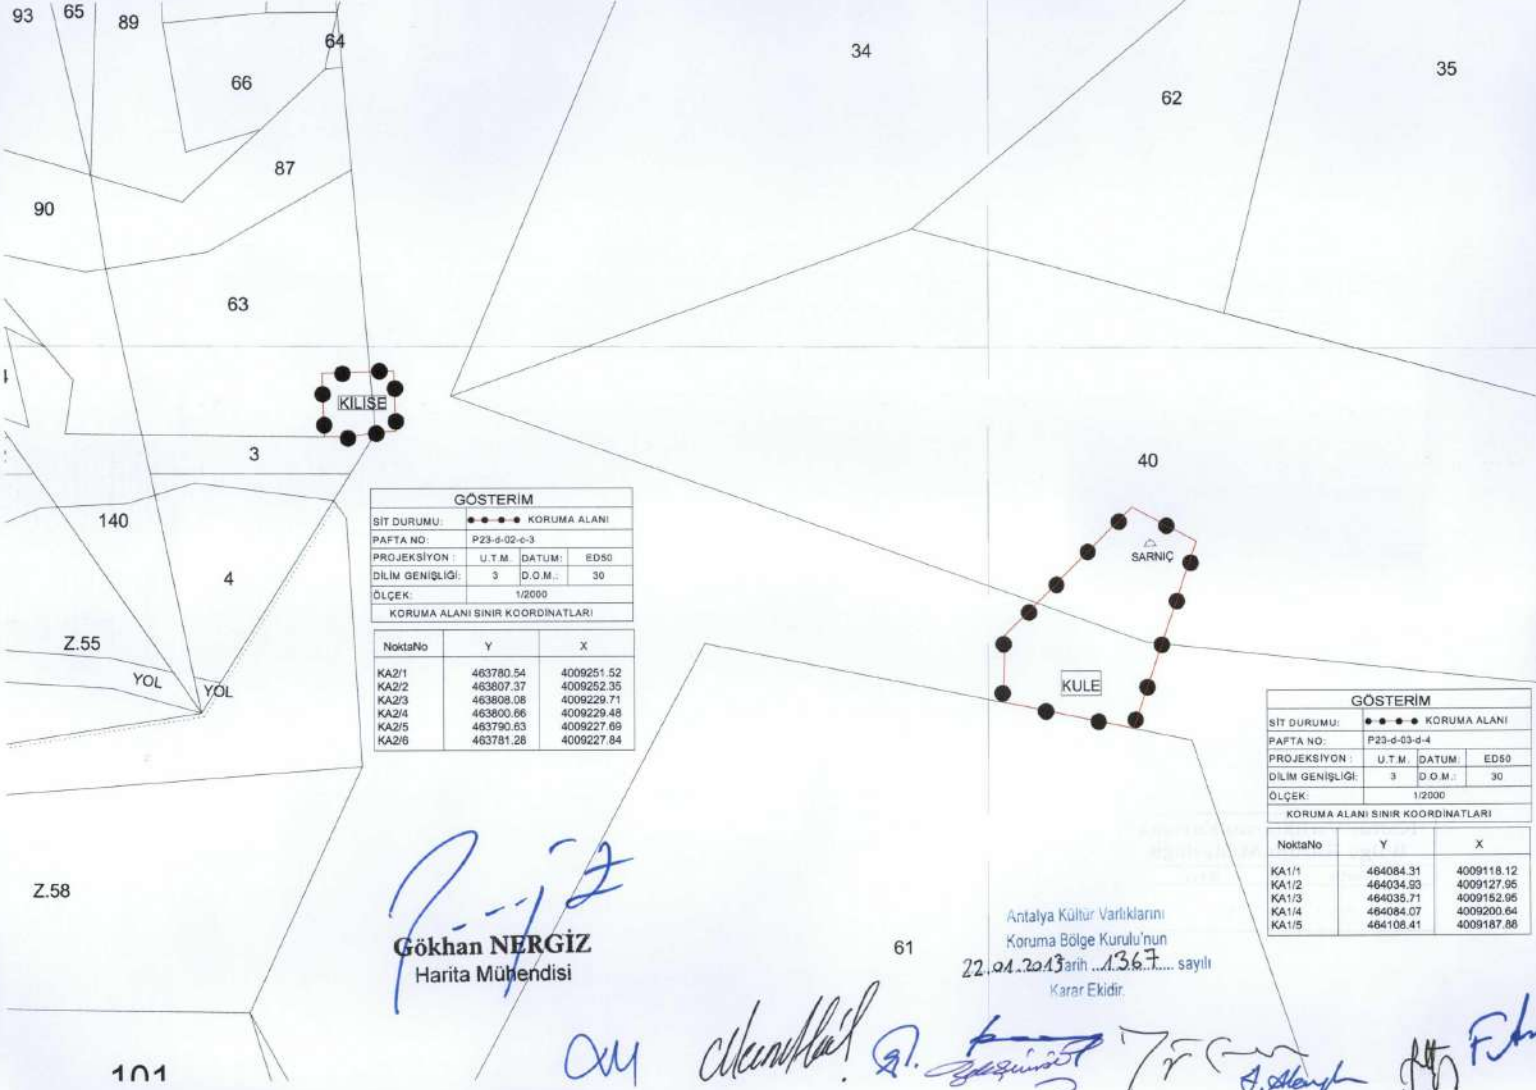 93
65
89
64
66
34
62
35
87
90
63
KİLİSE
3
40
SARNIÇ
140
4
KULE
Z.55
YOL
YOL
GÖSTERİM
SİT DURUMU: KORUMA ALANI
PAFTA NO: P23-d-02-c-3
PROJEKSİYON : U.T.M. DATUM: ED50
DİLİM GENİŞLİĞİ: 3 D.O.M.: 30
ÖLÇEK: 1/2000
KORUMA ALANI SINIR KOORDİNATLARI
NoktaNo Y X
KA2/1 463780.54 4009251.52
KA2/2 463807.37 4009252.35
KA2/3 463808.08 4009229.71
KA2/4 463800.66 4009229.48
KA2/5 463790.63 4009227.69
KA2/6 463781.28 4009227.84
GÖSTERİM
SİT DURUMU: KORUMA ALANI
PAFTA NO: P23-d-03-d-4
PROJEKSİYON : U.T.M. DATUM: ED50
DİLİM GENİŞLİĞİ: 3 D.O.M.: 30
ÖLÇEK: 1/2000
KORUMA ALANI SINIR KOORDİNATLARI
NoktaNo Y X
KA1/1 464084.31 4009118.12
KA1/2 464034.93 4009127.95
KA1/3 464035.71 4009152.95
KA1/4 464084.07 4009200.64
KA1/5 464108.41 4009187.88
Z.58
Gökhan NERGİZ
Harita Mühendisi
61
Antalya Kültür Varlıklarını
Koruma Bölge Kurulu'nun
22.01.2013 tarih 1367 sayılı
Karar Ekidir.
101